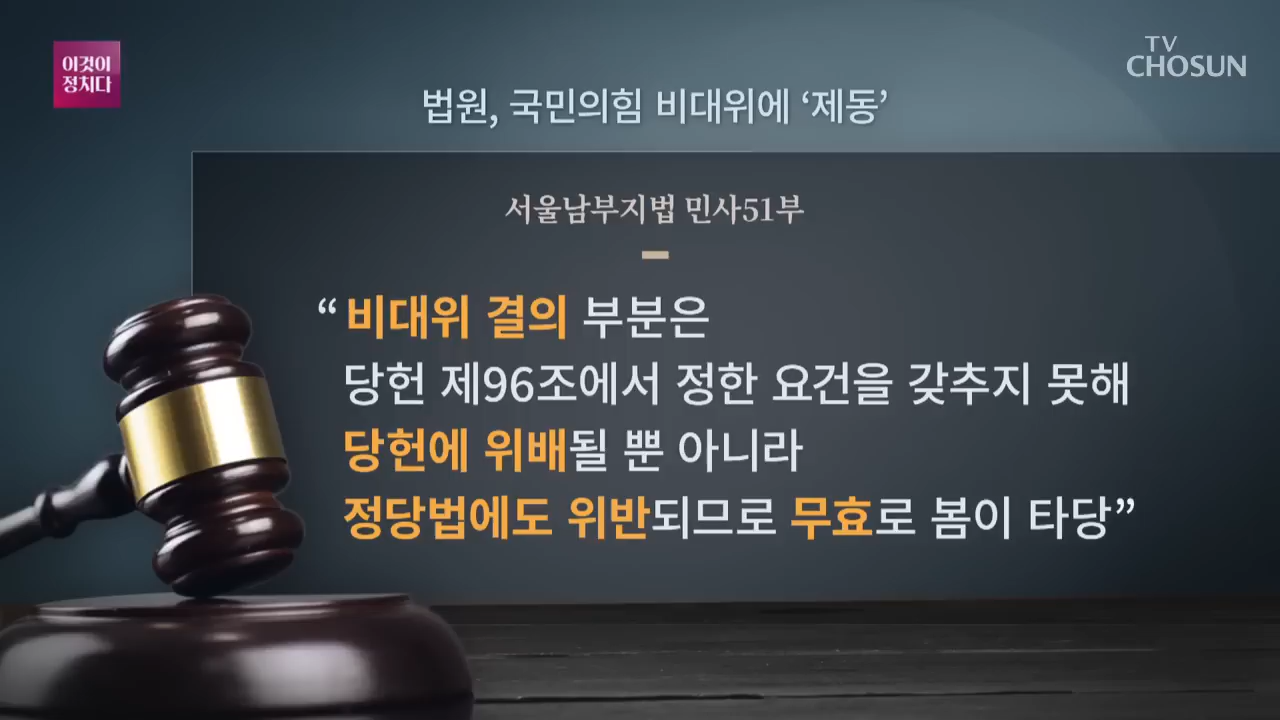 이것이
정치다
TV
CHOSUN
법원, 국민의힘 비대위에 ‘제동’
서울남부지법 민사51부
“비대위 결의 부분은
당헌 제96조에서 정한 요건을 갖추지 못해
당헌에 위배될 뿐 아니라
정당법에도 위반되므로 무효로 봄이 타당”